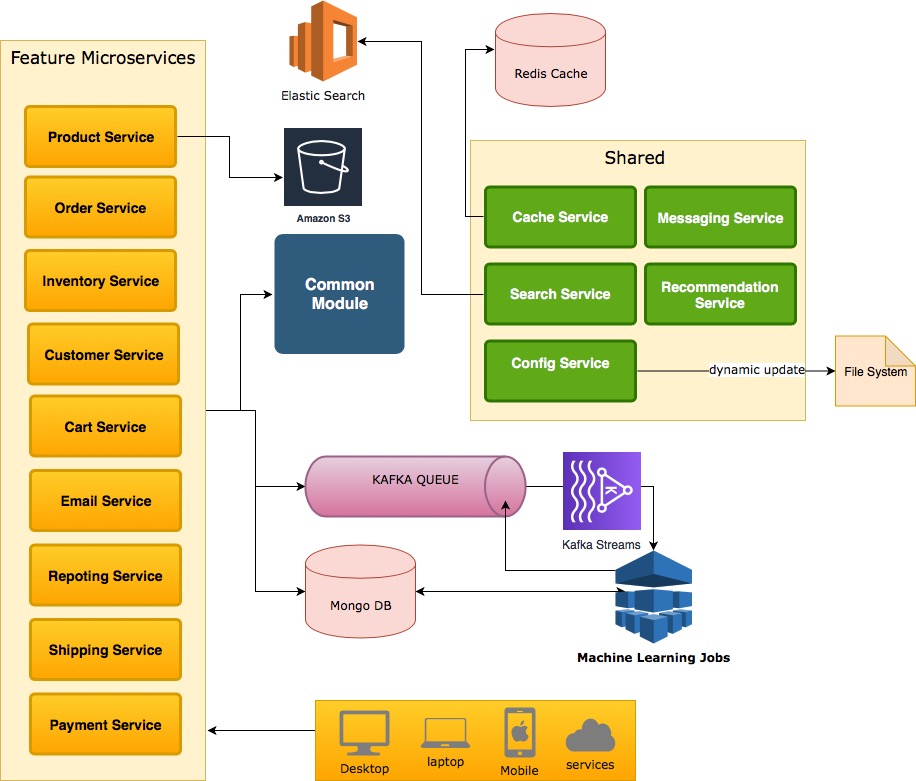 Feature Microservices
Product Service
Order Service
Inventory Service
Customer Service
Cart Service
Email Service
Repoting Service
Shipping Service
Payment Service
Elastic Search
Amazon S3
Common
Module
Redis Cache
Shared
Cache Service
Messaging Service
Search Service
Recommendation
Service
Config Service
dynamic update
File System
KAFKA QUEUE
K
Kafka Streams
Mongo DB
Machine Learning Jobs
Desktop
laptop
Mobile
services